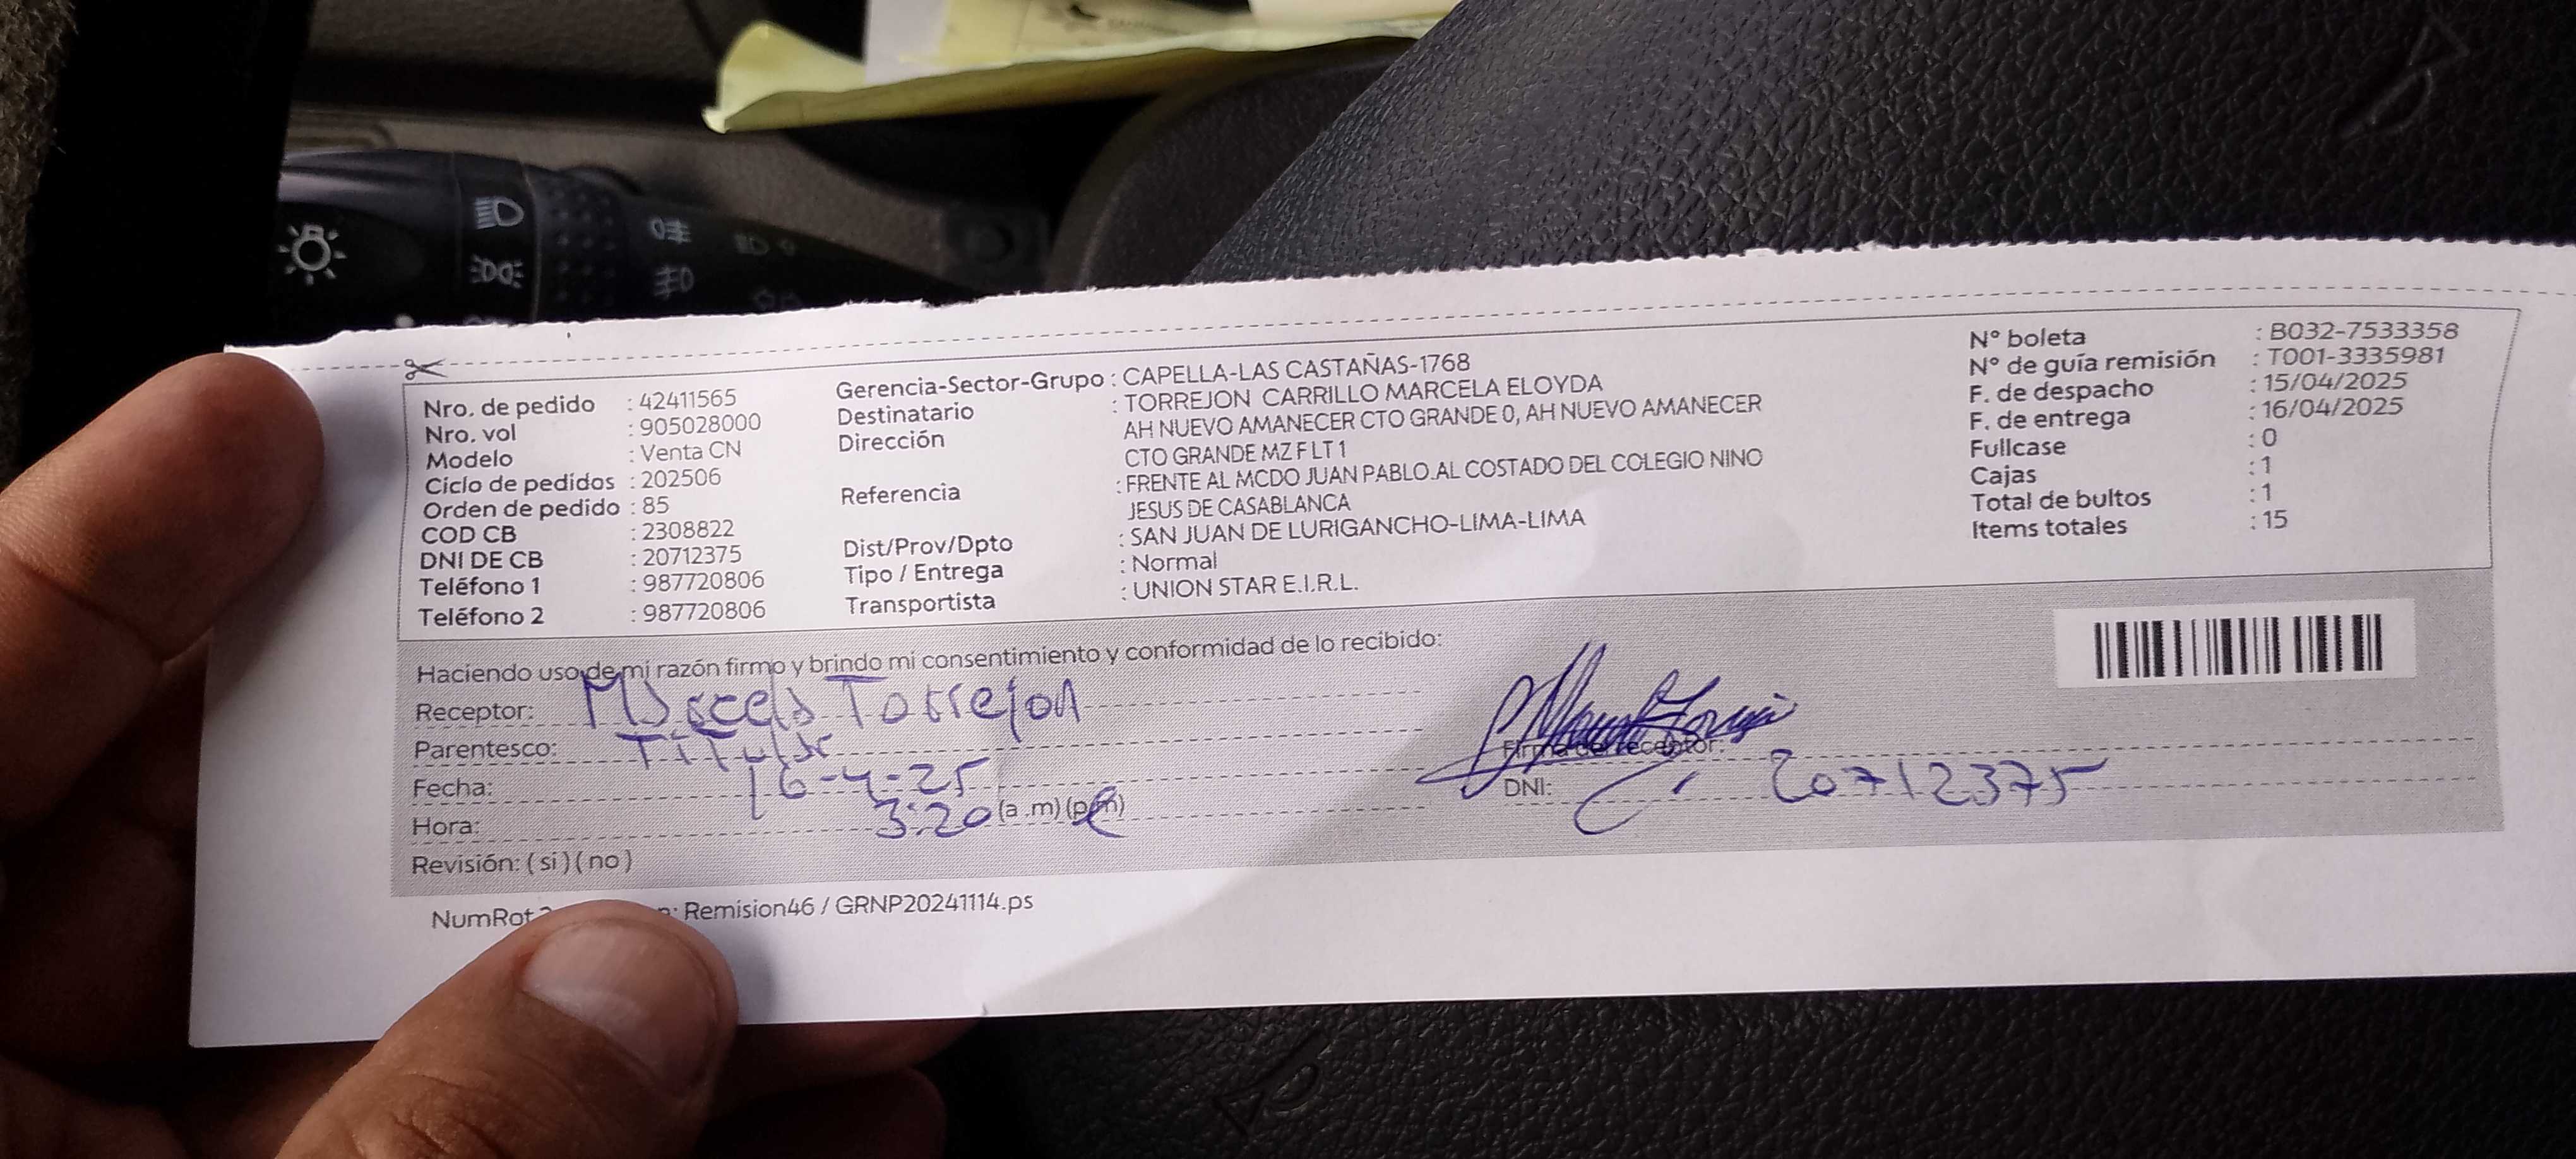 Nro. de pedido : 42411565
Nro. vol : 905028000
Modelo : Venta CN
Ciclo de pedidos : 202506
Orden de pedido : 85
COD CB : 2308822
DNI DE CB : 20712375
Teléfono 1 : 987720806
Teléfono 2 : 987720806
Gerencia-Sector-Grupo : CAPELLA-LAS CASTAÑAS-1768
Destinatario : TORREJON CARRILLO MARCELA ELOYDA
Dirección AH NUEVO AMANECER CTO GRANDE 0, AH NUEVO AMANECER
CTO GRANDE MZ F LT 1
Referencia : FRENTE AL MCDO JUAN PABLO.AL COSTADO DEL COLEGIO NINO
JESUS DE CASABLANCA
Dist/Prov/Dpto : SAN JUAN DE LURIGANCHO-LIMA-LIMA
Tipo / Entrega : Normal
Transportista : UNION STAR E.I.R.L.
N° boleta : B032-7533358
N° de guía remisión : T001-3335981
F. de despacho : 15/04/2025
F. de entrega : 16/04/2025
Fullcase : 0
Cajas : 1
Total de bultos : 1
Items totales : 15
Haciendo uso de mi razón firmo y brindo mi consentimiento y conformidad de lo recibido:
Receptor: Marcela Torrejon
Parentesco: Titular
Fecha: 16-4-25
Hora: 3:20 (a .m) (p.m)
Revisión: ( si ) ( no )
Firma del receptor:
DNI: 20712375
NumRot Remision46 / GRNP20241114.ps